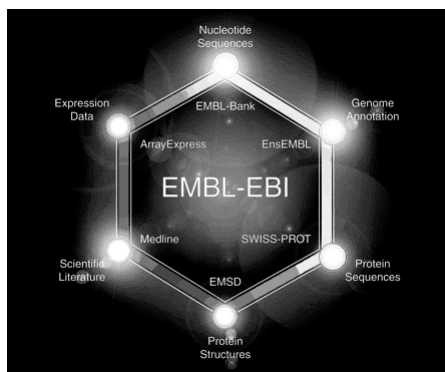 Nucleotide
Sequences
EMBL-Bank
Expression
Data
Genome
Annotation
ArrayExpress
EnsEMBL
EMBL-EBI
Medline
SWISS-PROT
Scientific
Literature
EMSD
Protein
Sequences
Protein
Structures